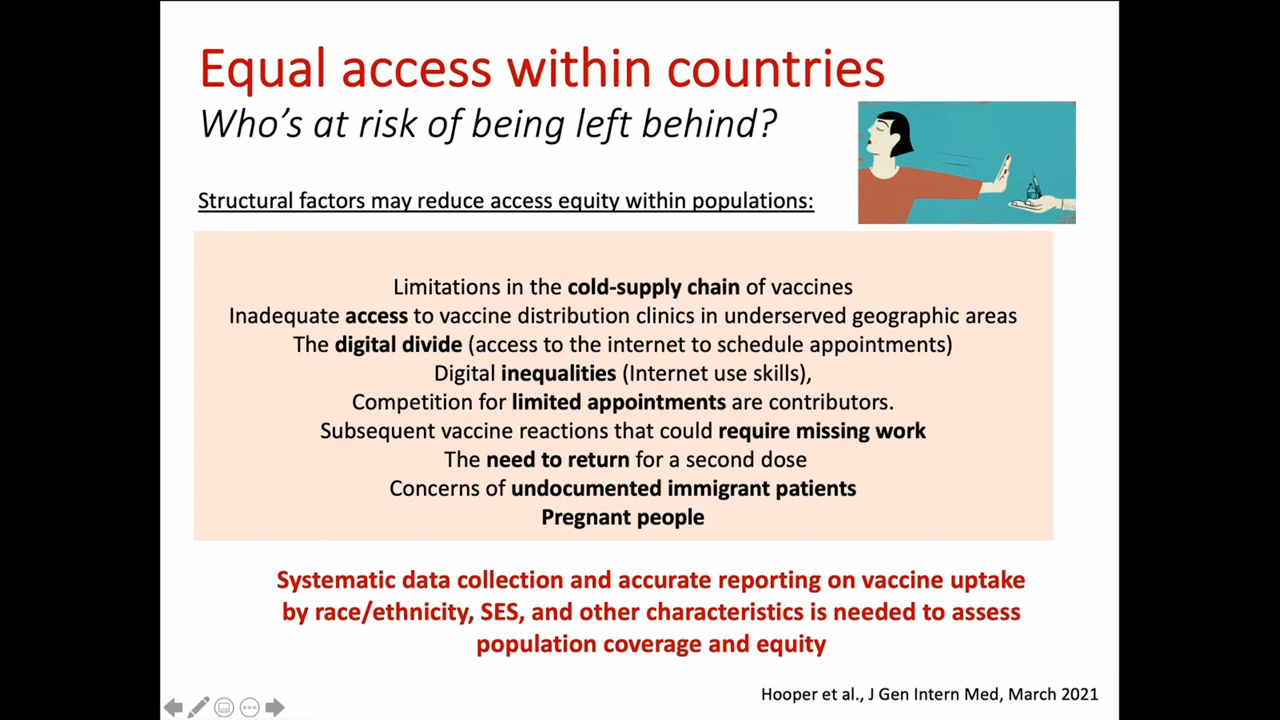 Equal access within countries
Who's at risk of being left behind?
Structural factors may reduce access equity within populations:
Limitations in the cold-supply chain of vaccines
Inadequate access to vaccine distribution clinics in underserved geographic areas
The digital divide (access to the internet to schedule appointments)
Digital inequalities (Internet use skills),
Competition for limited appointments are contributors.
Subsequent vaccine reactions that could require missing work
The need to return for a second dose
Concerns of undocumented immigrant patients
Pregnant people
Systematic data collection and accurate reporting on vaccine uptake
by race/ethnicity, SES, and other characteristics is needed to assess
population coverage and equity
Hooper et al., J Gen Intern Med, March 2021